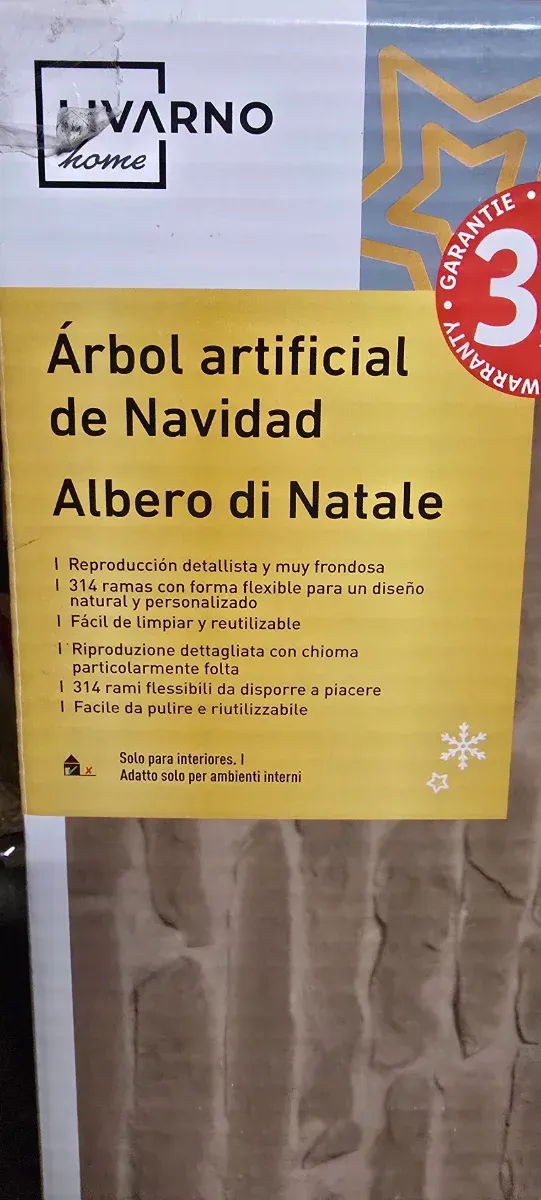 LIVARNO
home
GARANTIE
3
WARRANTY
Árbol artificial
de Navidad
Albero di Natale
I Reproducción detallista y muy frondosa
I 314 ramas con forma flexible para un diseño
natural y personalizado
I Fácil de limpiar y reutilizable
I Riproduzione dettagliata con chioma
particolarmente folta
I 314 rami flessibili da disporre a piacere
I Facile da pulire e riutilizzabile
Solo para interiores. I
Adatto solo per ambienti interni